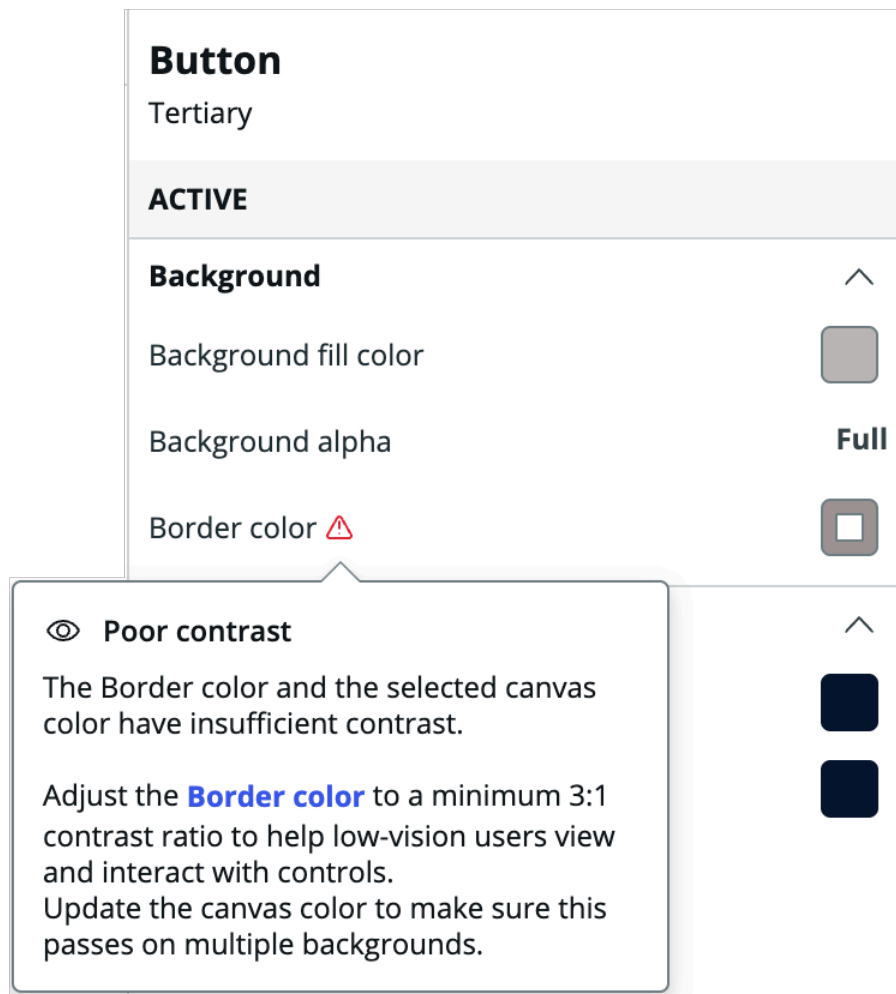 Button
Tertiary
ACTIVE
Background
Background fill color
Background alpha
Full
Border color
Poor contrast
The Border color and the selected canvas
color have insufficient contrast.
Adjust the Border color to a minimum 3:1
contrast ratio to help low-vision users view
and interact with controls.
Update the canvas color to make sure this
passes on multiple backgrounds.